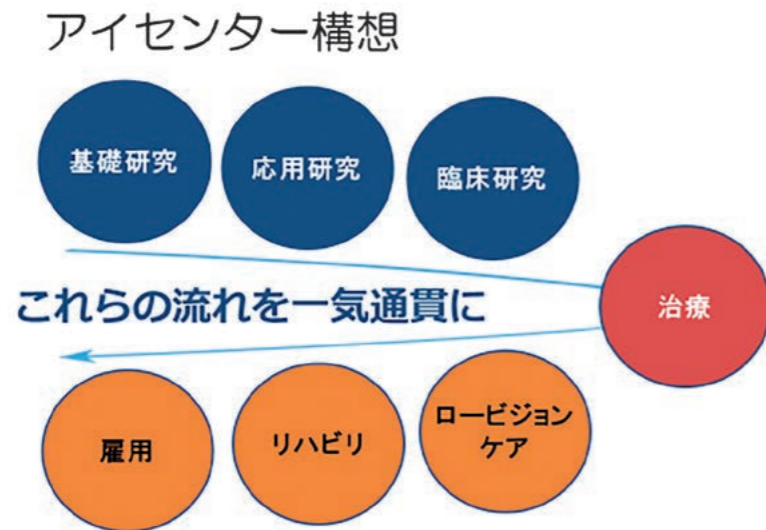 アイセンター構想
基礎研究
応用研究
臨床研究
治療
これらの流れを一気通貫に
雇用
リハビリ
ロービジョン
ケア